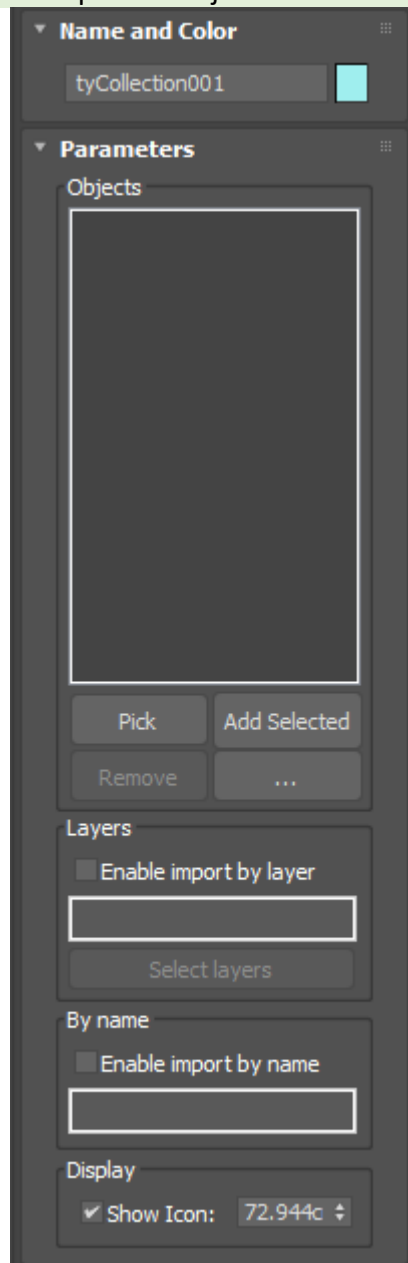 Name and Color
tyCollection001
Parameters
Objects
Pick Add Selected
Remove ...
Layers
Enable import by layer
Select layers
By name
Enable import by name
Display
Show Icon: 72.944c